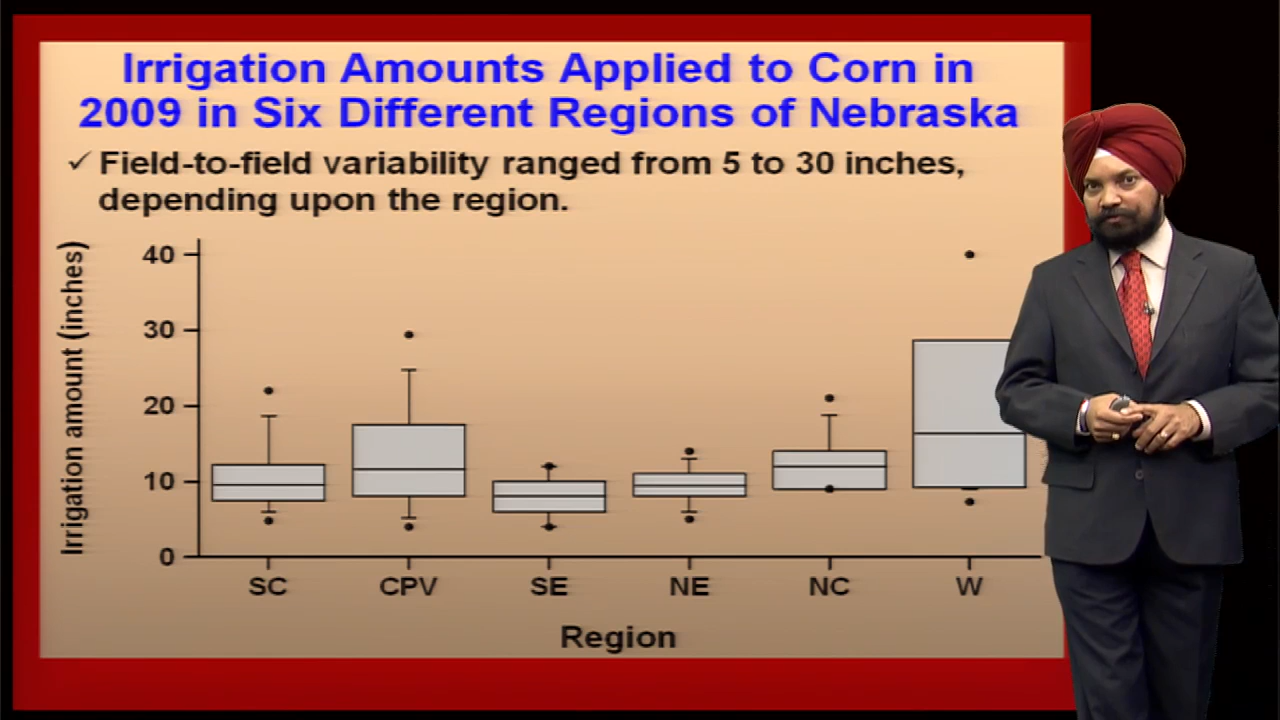 Irrigation Amounts Applied to Corn in
2009 in Six Different Regions of Nebraska
✓ Field-to-field variability ranged from 5 to 30 inches,
depending upon the region.
Irrigation amount (inches)
40
30
20
10
0
SC CPV SE NE NC W
Region